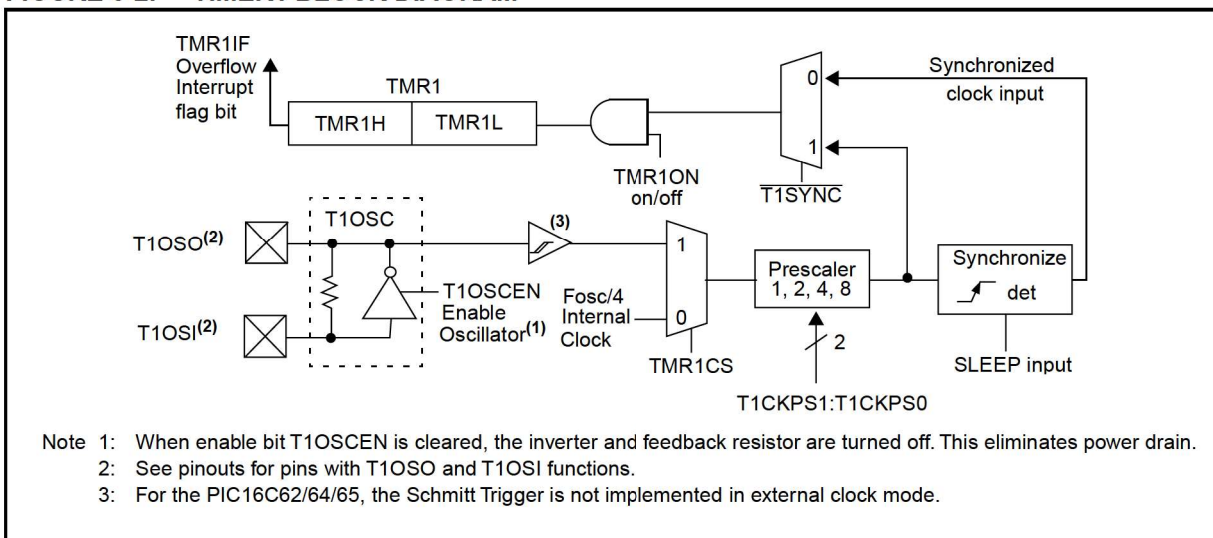 TMR1IF
Overflow
Interrupt
flag bit
TMR1
TMR1H
TMR1L
TMR1ON
on/off
0
1
T1SYNC
Synchronized
clock input
T1OSO(2)
T1OSC
(3)
T1OSI(2)
T1OSCEN
Enable
Oscillator(1)
Fosc/4
Internal
Clock
1
0
TMR1CS
Prescaler
1, 2, 4, 8
2
T1CKPS1:T1CKPS0
Synchronize
det
SLEEP input
Note 1: When enable bit T1OSCEN is cleared, the inverter and feedback resistor are turned off. This eliminates power drain.
2: See pinouts for pins with T1OSO and T1OSI functions.
3: For the PIC16C62/64/65, the Schmitt Trigger is not implemented in external clock mode.